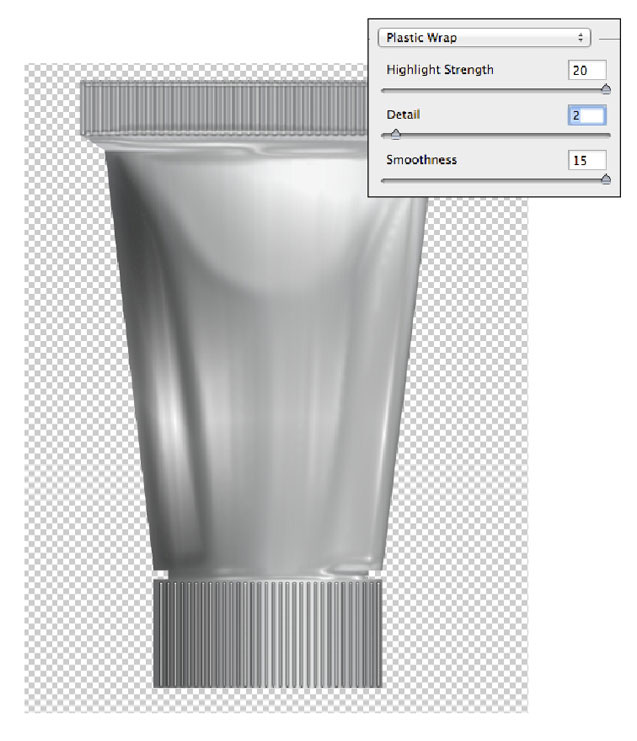 Plastic Wrap
Highlight Strength 20
Detail 2
Smoothness 15